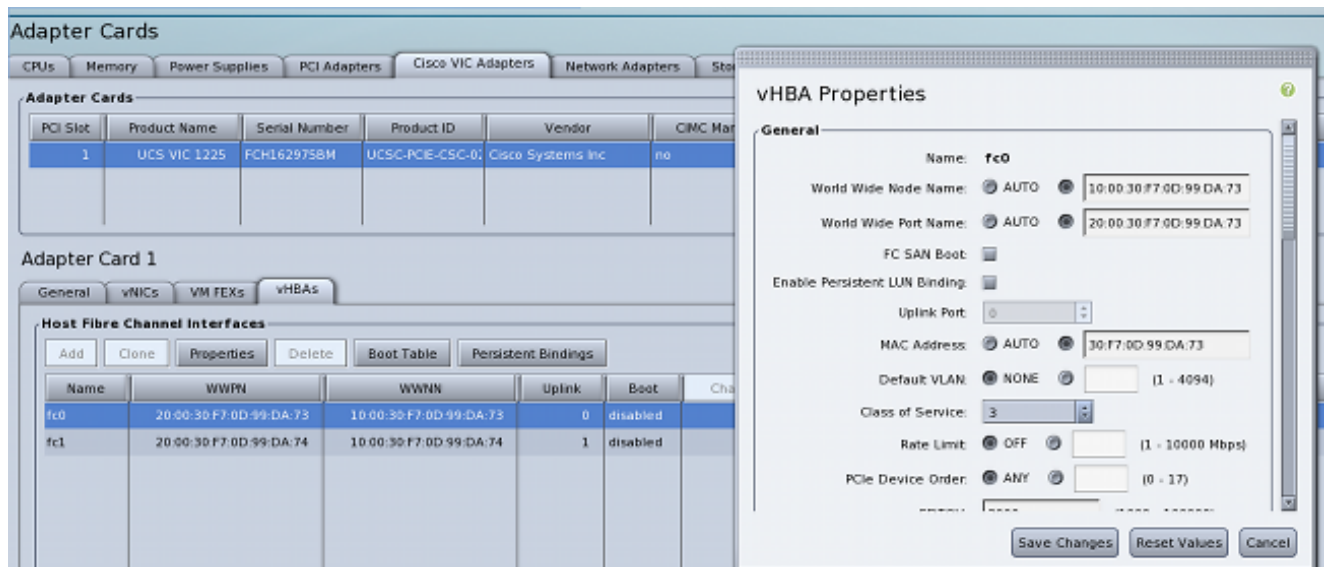 Adapter Cards
CPUs Memory Power Supplies PCI Adapters Cisco VIC Adapters Network Adapters Sto
Adapter Cards
PCI Slot Product Name Serial Number Product ID Vendor CIMC Man
1 UCS VIC 1225 FCH162975BM UCSC-PCIE-CSC-02 Cisco Systems Inc no
Adapter Card 1
General vNICs VM FEXs vHBAs
Host Fibre Channel Interfaces
Add Clone Properties Delete Boot Table Persistent Bindings
Name WWPN WWNN Uplink Boot Cha
fc0 20:00:30:F7:0D:99:DA:73 10:00:30:F7:0D:99:DA:73 0 disabled
fc1 20:00:30:F7:0D:99:DA:74 10:00:30:F7:0D:99:DA:74 1 disabled
vHBA Properties
General
Name: fc0
World Wide Node Name: AUTO 10:00:30:F7:0D:99:DA:73
World Wide Port Name: AUTO 20:00:30:F7:0D:99:DA:73
FC SAN Boot:
Enable Persistent LUN Binding:
Uplink Port: 0
MAC Address: AUTO 30:F7:0D:99:DA:73
Default VLAN: NONE (1 - 4094)
Class of Service: 3
Rate Limit: OFF (1 - 10000 Mbps)
PCIe Device Order: ANY (0 - 17)
Save Changes Reset Values Cancel